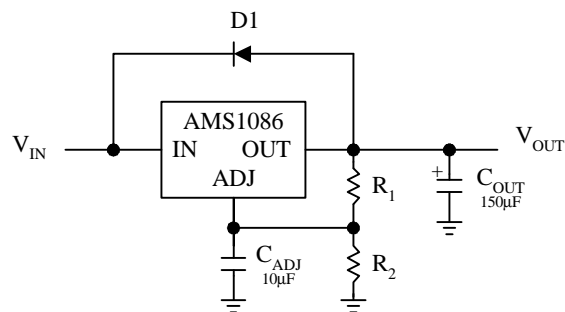 D1
AMS1086
V_IN
IN OUT
V_OUT
ADJ
+
R_1
C_OUT
150μF
C_ADJ
10μF
R_2